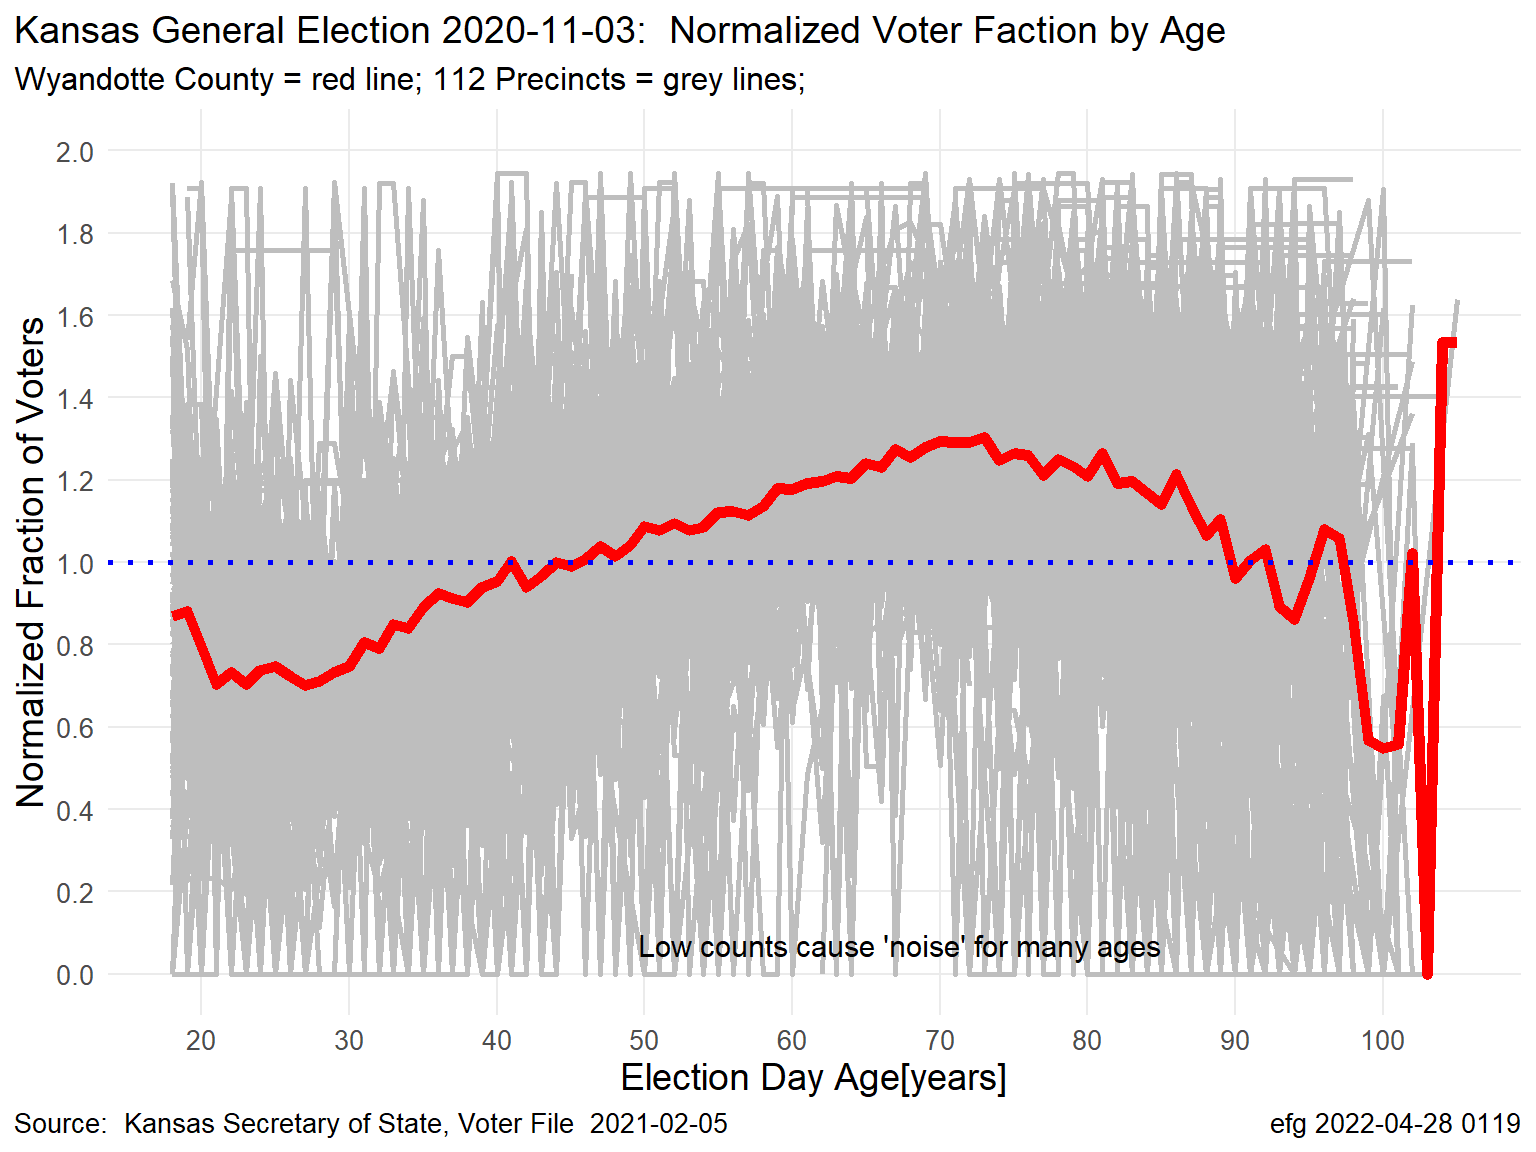 Kansas General Election 2020-11-03:  Normalized Voter Faction by Age
Wyandotte County = red line; 112 Precincts = grey lines;
Normalized Fraction of Voters
2.0
1.8
1.6
1.4
1.2
1.0
0.8
0.6
0.4
0.2
0.0
Low counts cause 'noise' for many ages
20 30 40 50 60 70 80 90 100
Election Day Age[years]
Source:  Kansas Secretary of State, Voter File  2021-02-05
efg 2022-04-28 0119